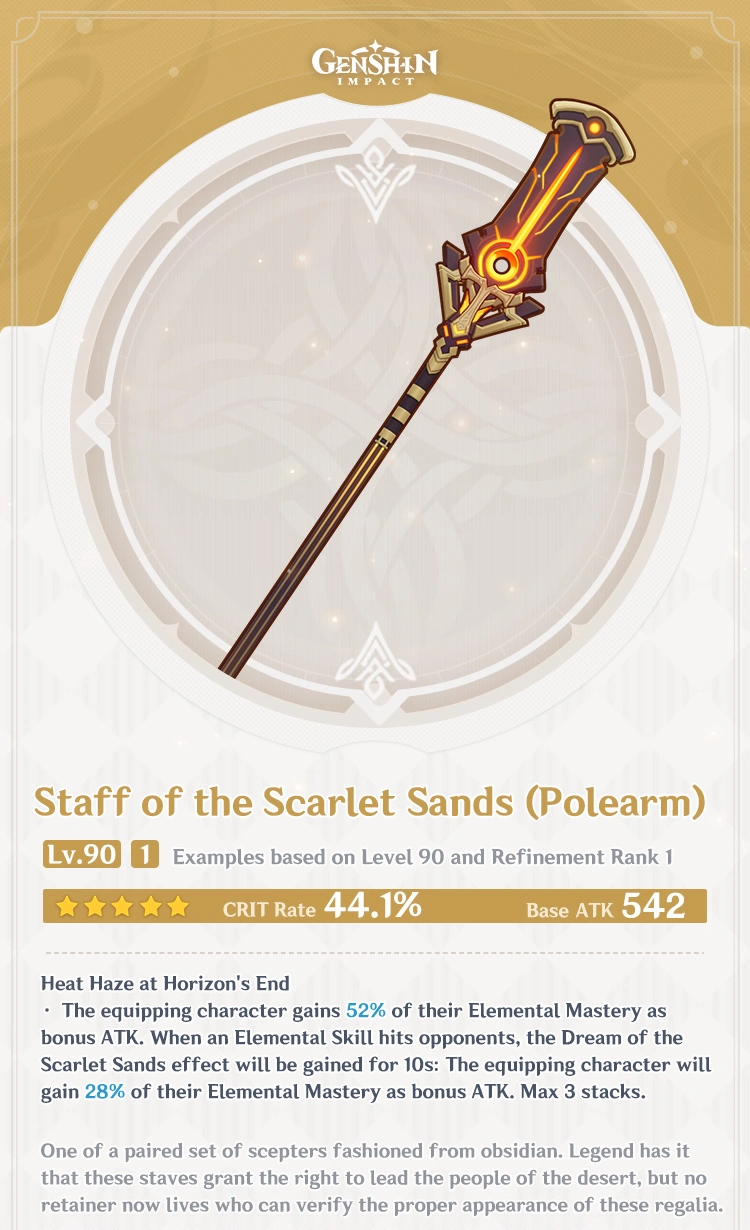 GENSHIN
IMPACT
Staff of the Scarlet Sands (Polearm)
Lv.90 1 Examples based on Level 90 and Refinement Rank 1
CRIT Rate 44.1% Base ATK 542
Heat Haze at Horizon's End
· The equipping character gains 52% of their Elemental Mastery as
bonus ATK. When an Elemental Skill hits opponents, the Dream of the
Scarlet Sands effect will be gained for 10s: The equipping character will
gain 28% of their Elemental Mastery as bonus ATK. Max 3 stacks.
One of a paired set of scepters fashioned from obsidian. Legend has it
that these staves grant the right to lead the people of the desert, but no
retainer now lives who can verify the proper appearance of these regalia.